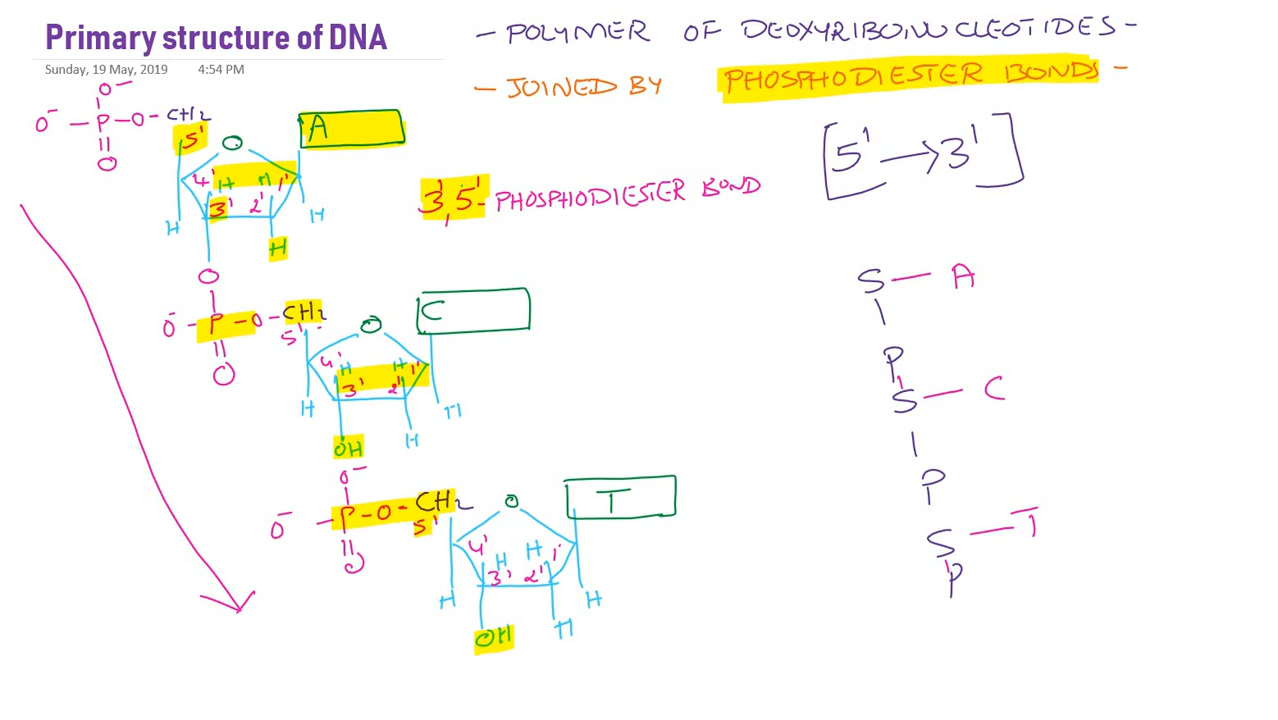 Primary structure of DNA
Sunday, 19 May, 2019 4:54 PM
- POLYMER OF DEOXYRIBONUCLEOTIDES -
- JOINED BY PHOSPHODIESTER BONDS -
[5' → 3']
3',5'- PHOSPHODIESTER BOND
O⁻
O⁻ - P - O - CH2
O
5'
O
A
4' H H 1'
3' 2'
H H
H
O
O⁻ - P - O - CH2
O
5'
O
C
4' H H 1'
3' 2'
H H H
OH
O⁻
O⁻ - P - O - CH2
O
5'
O
T
4' H H 1'
3' 2'
H H H
OH
S - A
P
S - C
P
S - T
P